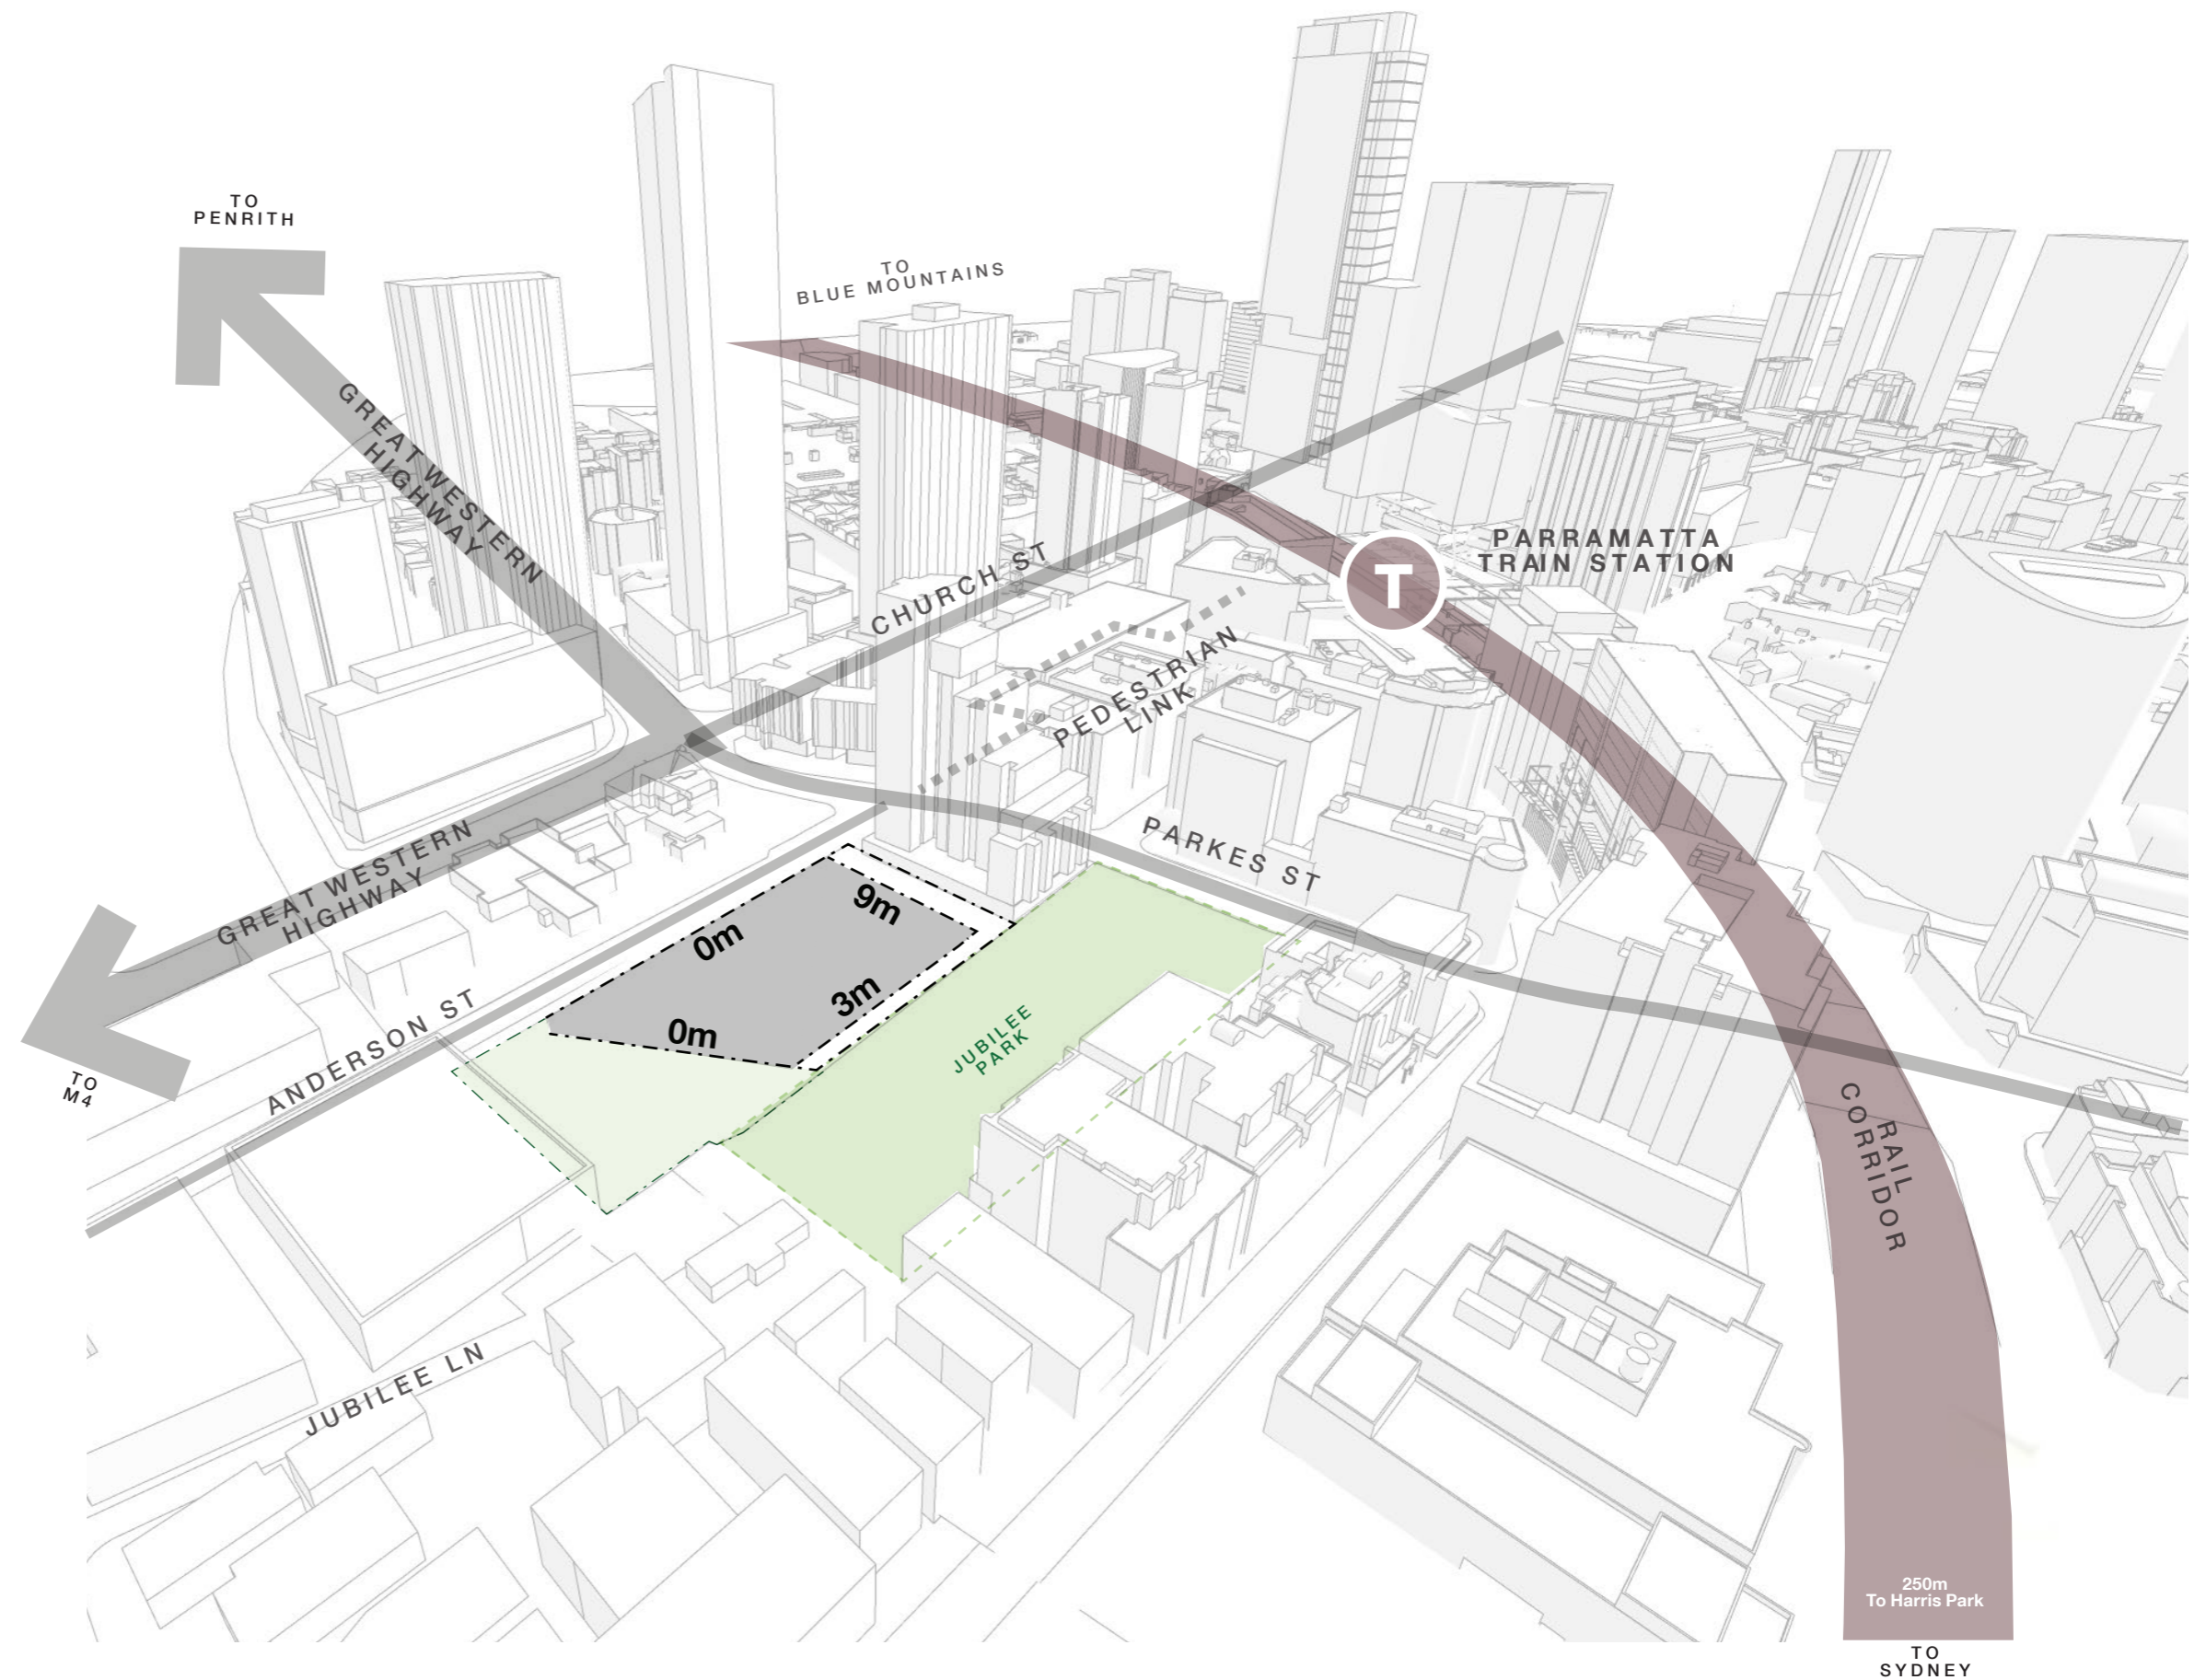 TO
PENRITH
TO
BLUE MOUNTAINS
GREAT WESTERN
HIGHWAY
PARRAMATTA
TRAIN STATION
T
CHURCH ST
PEDESTRIAN
LINK
PARKES ST
GREAT WESTERN
HIGHWAY
9m
0m
3m
0m
ANDERSON ST
JUBILEE
PARK
TO
M4
RAIL
CORRIDOR
JUBILEE LN
250m
To Harris Park
TO
SYDNEY